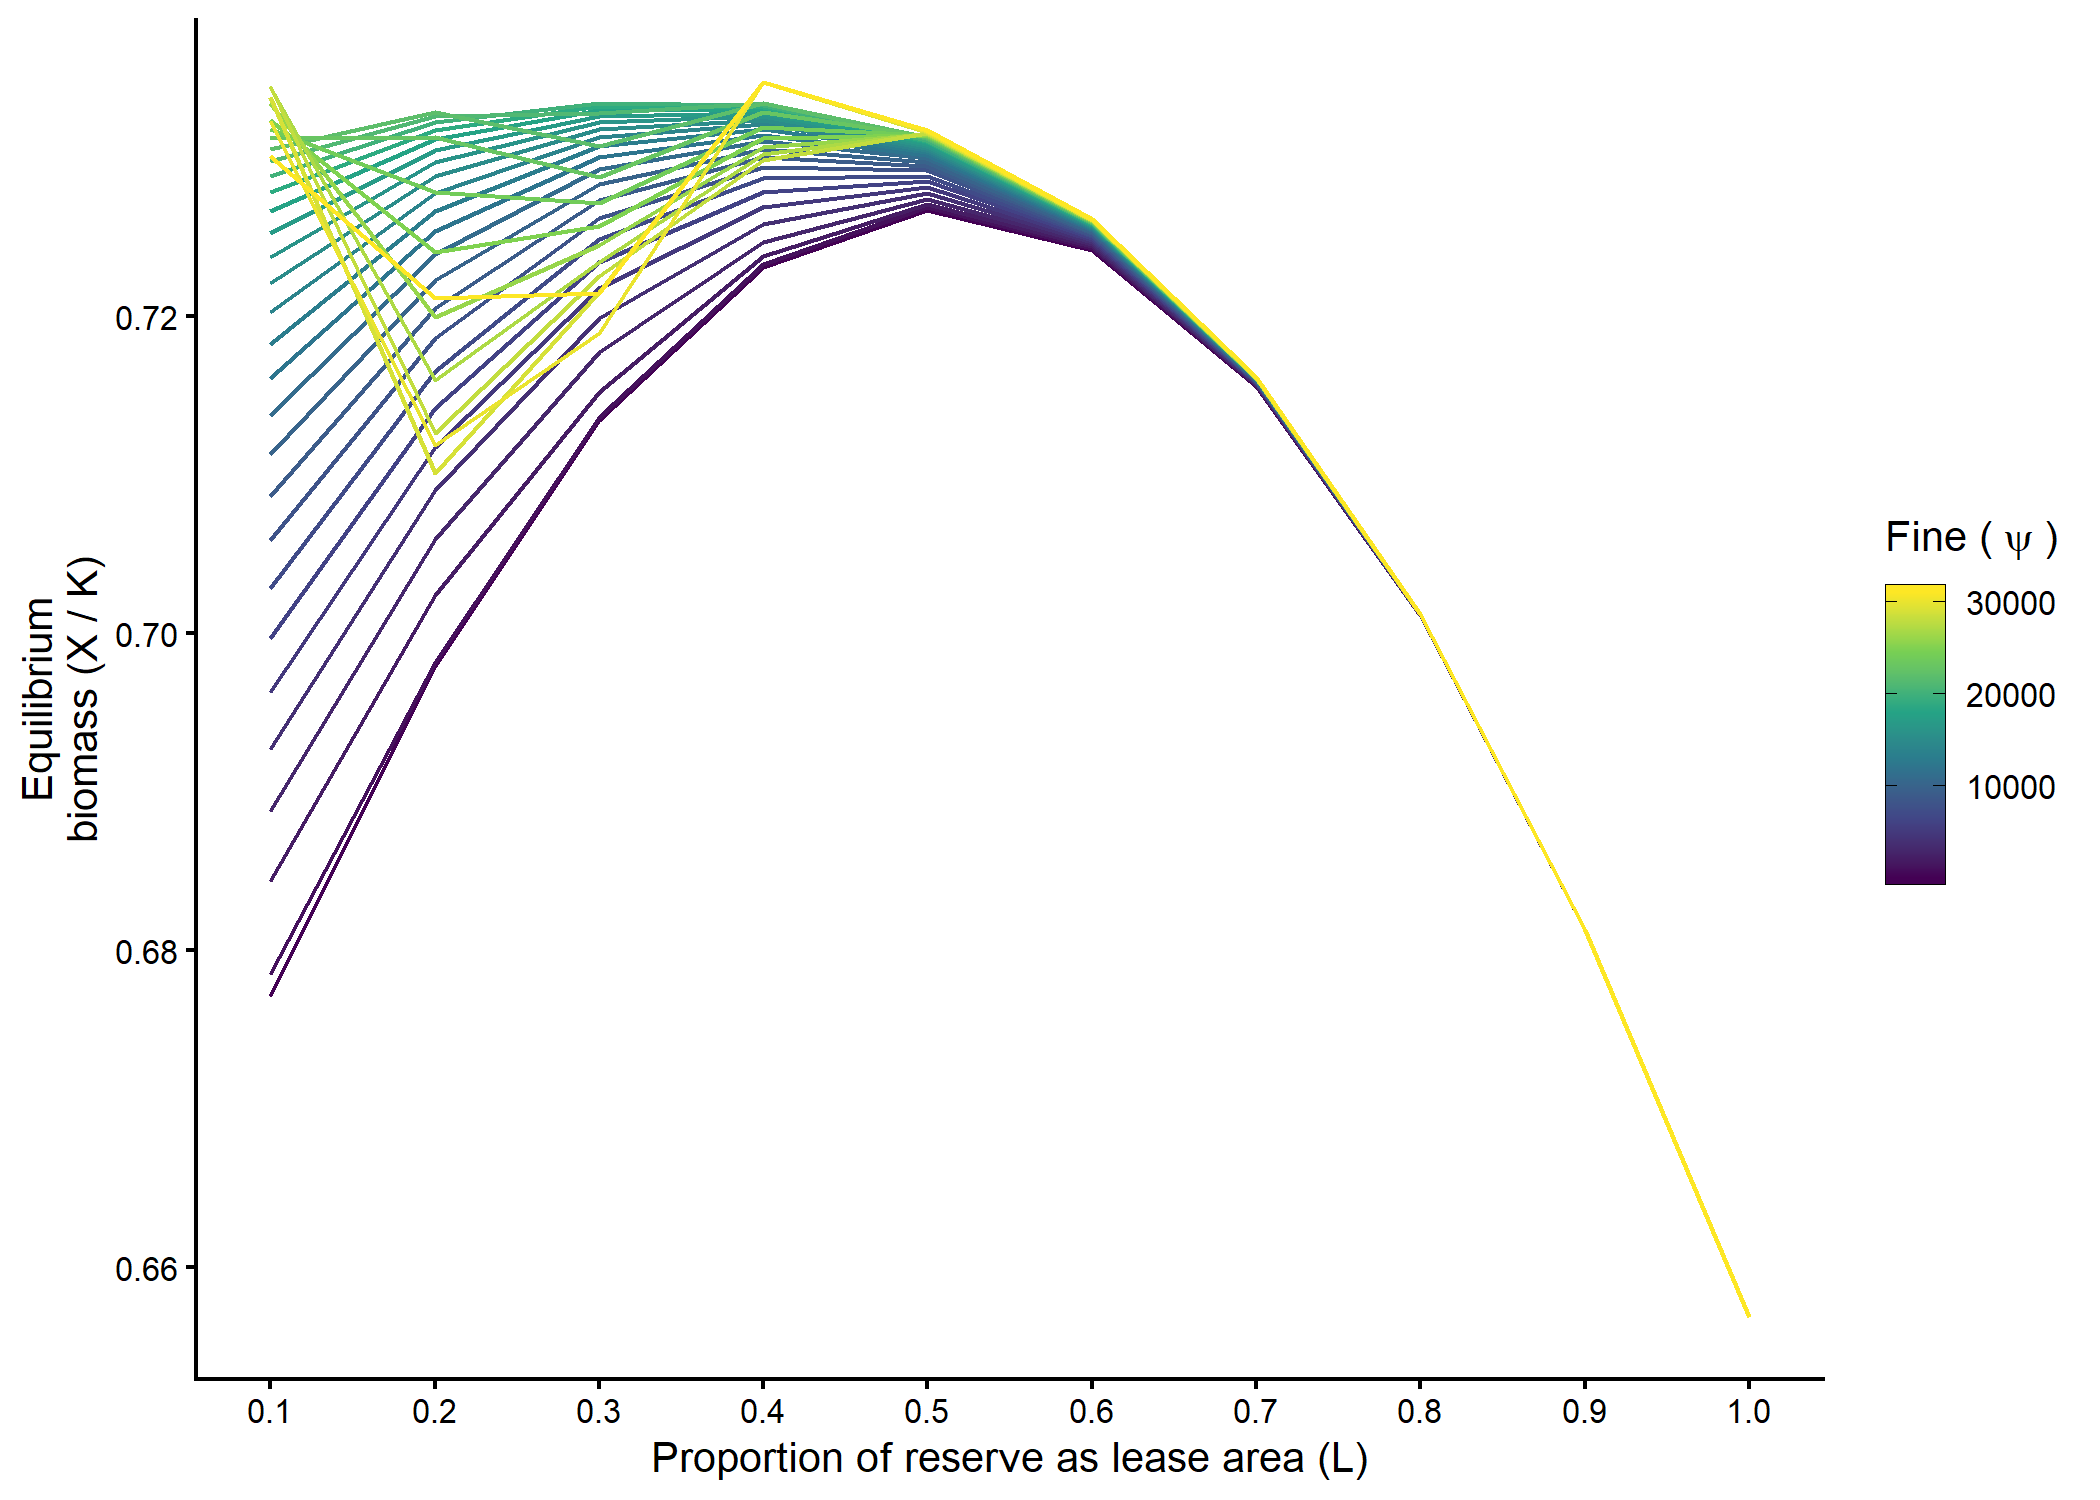 Equilibrium
biomass (X / K)
0.72
0.70
0.68
0.66
0.1 0.2 0.3 0.4 0.5 0.6 0.7 0.8 0.9 1.0
Proportion of reserve as lease area (L)
Fine ( ψ )
30000
20000
10000